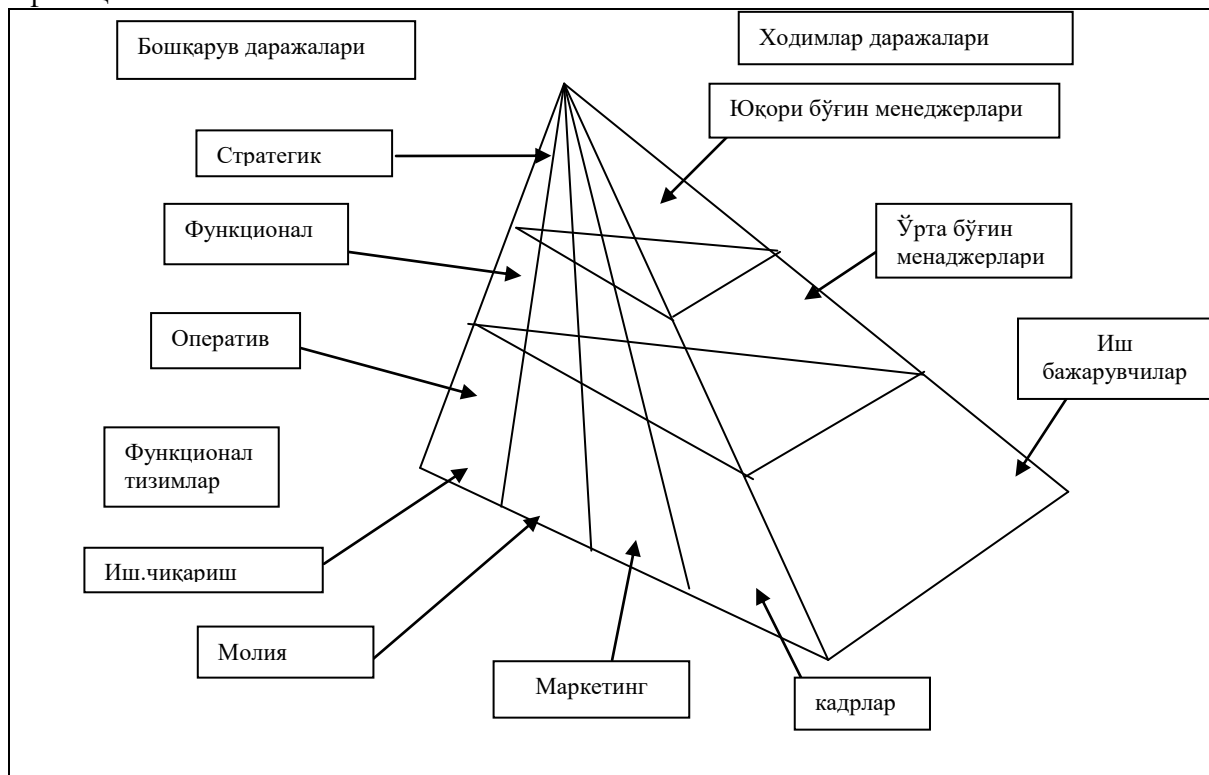 Бошқарув даражалари
Ходимлар даражалари
Юқори бўғин менеджерлари
Стратегик
Функционал
Ўрта бўғин
менаджерлари
Оператив
Иш
бажарувчилар
Функционал
тизимлар
Иш.чиқариш
Молия
Маркетинг
кадрлар